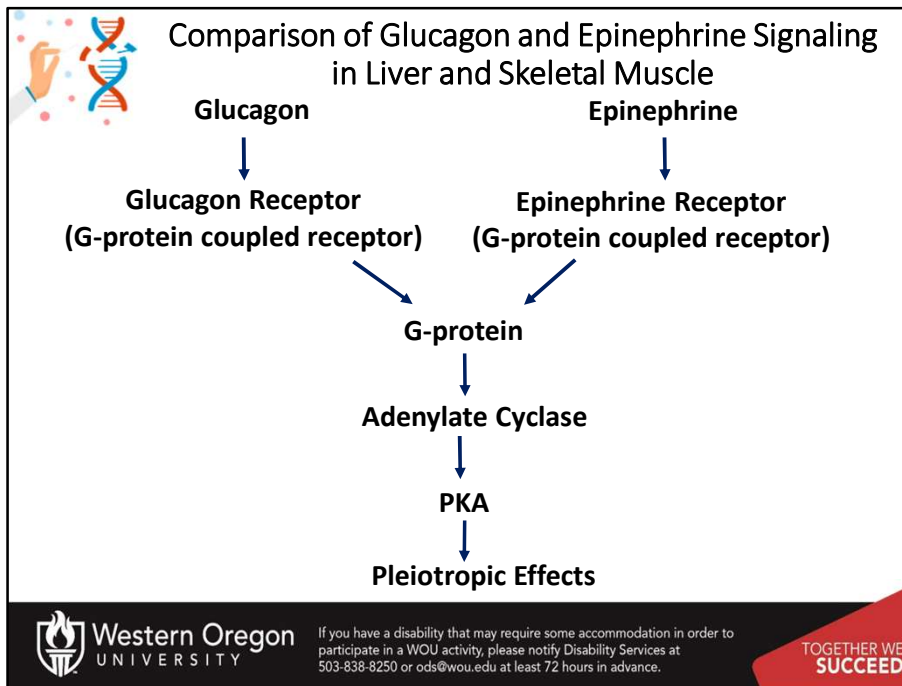 Comparison of Glucagon and Epinephrine Signaling
in Liver and Skeletal Muscle
Glucagon
Epinephrine
Glucagon Receptor
(G-protein coupled receptor)
Epinephrine Receptor
(G-protein coupled receptor)
G-protein
Adenylate Cyclase
PKA
Pleiotropic Effects
Western Oregon
UNIVERSITY
If you have a disability that may require some accommodation in order to
participate in a WOU activity, please notify Disability Services at
503-838-8250 or ods@wou.edu at least 72 hours in advance.
TOGETHER WE
SUCCEED